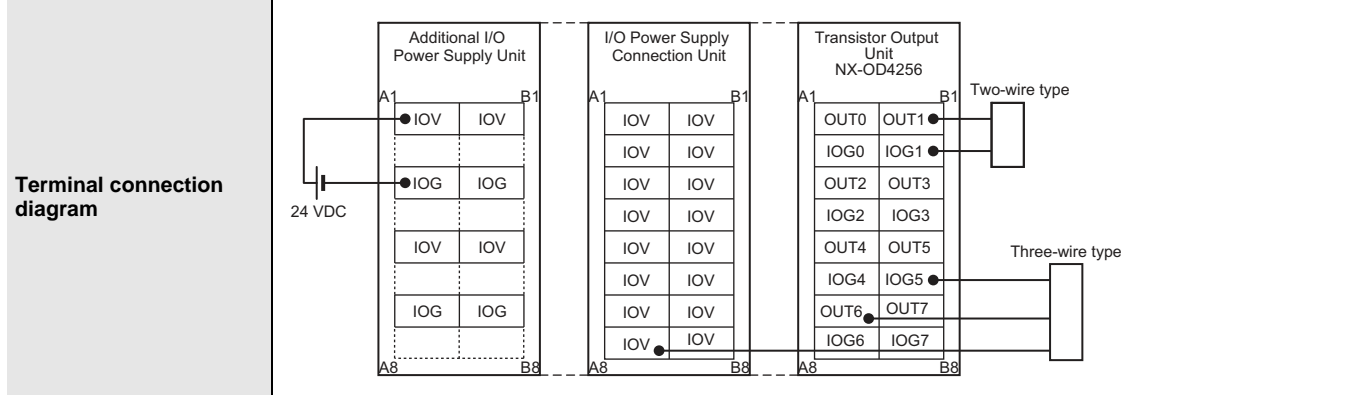 Terminal connection
diagram
Additional I/O
Power Supply Unit
A1 B1
IOV IOV
IOG IOG
IOV IOV
IOG IOG
A8 B8
24 VDC
I/O Power Supply
Connection Unit
A1 B1
IOV IOV
IOV IOV
IOV IOV
IOV IOV
IOV IOV
IOV IOV
IOV IOV
IOV IOV
A8 B8
Transistor Output
Unit
NX-OD4256
A1 B1
OUT0 OUT1
IOG0 IOG1
OUT2 OUT3
IOG2 IOG3
OUT4 OUT5
IOG4 IOG5
OUT6 OUT7
IOG6 IOG7
A8 B8
Two-wire type
Three-wire type